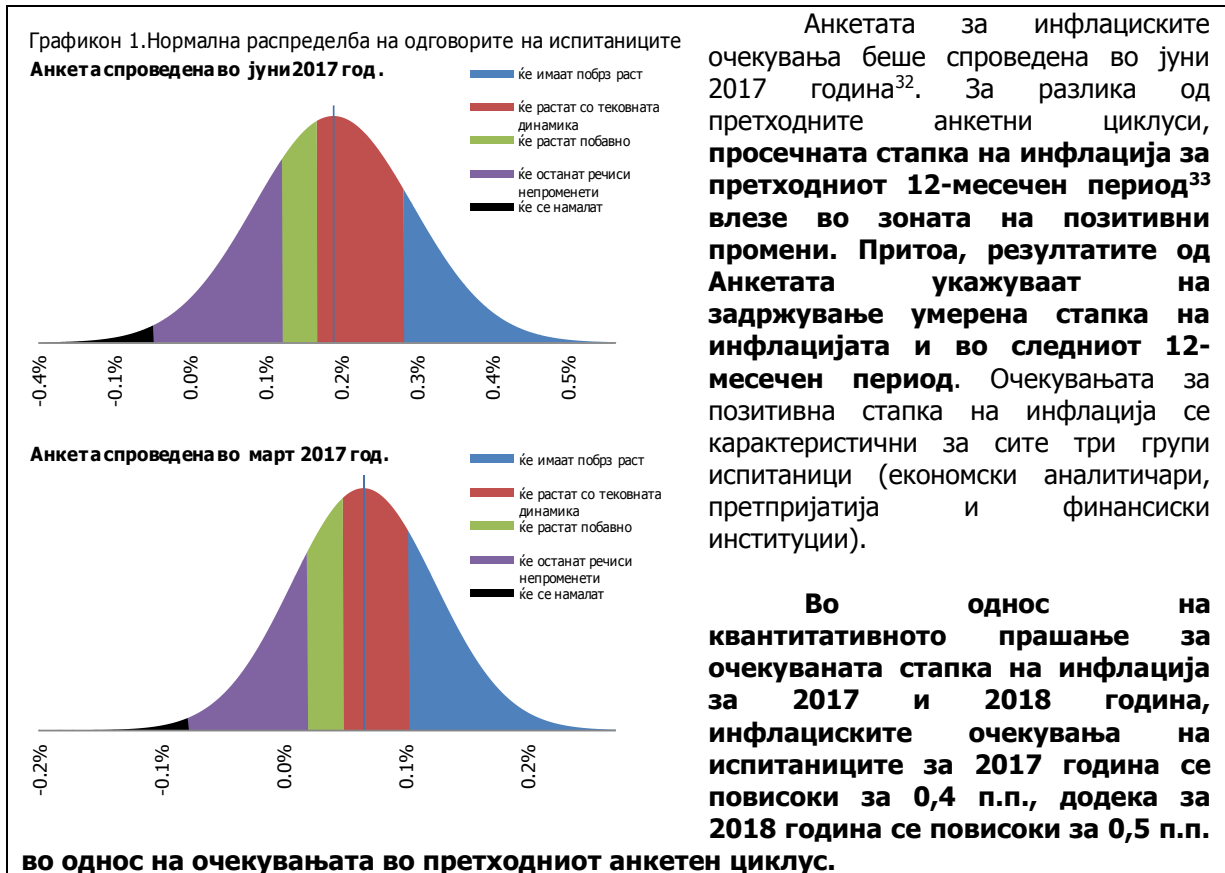 Графикон 1.Нормална распределба на одговорите на испитаниците
Анкета спроведена во јуни 2017 год.
ќе имаат побрз раст
ќе растат со тековната
динамика
ќе растат побавно
ќе останат речиси
непроменети
ќе се намалат
-0.4%
-0.1%
0.0%
0.1%
0.2%
0.3%
0.4%
0.5%
Анкета спроведена во март 2017 год.
ќе имаат побрз раст
ќе растат со тековната
динамика
ќе растат побавно
ќе останат речиси
непроменети
ќе се намалат
-0.2%
-0.1%
0.0%
0.1%
0.2%
Анкетата за инфлациските
очекувања беше спроведена во јуни
2017 година32. За разлика од
претходните анкетни циклуси,
просечната стапка на инфлација за
претходниот 12-месечен период33
влезе во зоната на позитивни
промени. Притоа, резултатите од
Анкетата укажуваат на
задржување умерена стапка на
инфлацијата и во следниот 12-
месечен период. Очекувањата за
позитивна стапка на инфлација се
карактеристични за сите три групи
испитаници (економски аналитичари,
претпријатија и финансиски
институции).
Во однос на
квантитативното прашање за
очекуваната стапка на инфлација
за 2017 и 2018 година,
инфлациските очекувања на
испитаниците за 2017 година се
повисоки за 0,4 п.п., додека за
2018 година се повисоки за 0,5 п.п.
во однос на очекувањата во претходниот анкетен циклус.